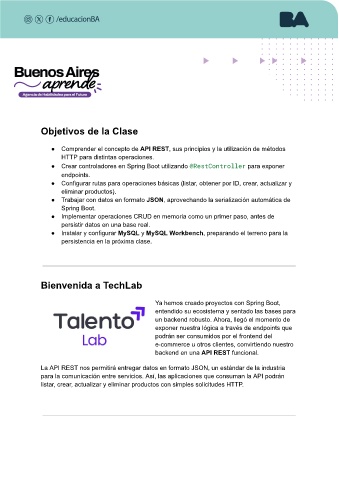 /educacionBA
BA
Buenos Aires
aprende
Agencia de Habilidades para el Futuro
Objetivos de la Clase
● Comprender el concepto de API REST, sus principios y la utilización de métodos
HTTP para distintas operaciones.
● Crear controladores en Spring Boot utilizando @RestController para exponer
endpoints.
● Configurar rutas para operaciones básicas (listar, obtener por ID, crear, actualizar y
eliminar productos).
● Trabajar con datos en formato JSON, aprovechando la serialización automática de
Spring Boot.
● Implementar operaciones CRUD en memoria como un primer paso, antes de
persistir datos en una base real.
● Instalar y configurar MySQL y MySQL Workbench, preparando el terreno para la
persistencia en la próxima clase.
Bienvenida a TechLab
Talento
Lab
Ya hemos creado proyectos con Spring Boot,
entendido su ecosistema y sentado las bases para
un backend robusto. Ahora, llegó el momento de
exponer nuestra lógica a través de endpoints que
podrán ser consumidos por el frontend del
e-commerce u otros clientes, convirtiendo nuestro
backend en una API REST funcional.
La API REST nos permitirá entregar datos en formato JSON, un estándar de la industria
para la comunicación entre servicios. Así, las aplicaciones que consuman la API podrán
listar, crear, actualizar y eliminar productos con simples solicitudes HTTP.